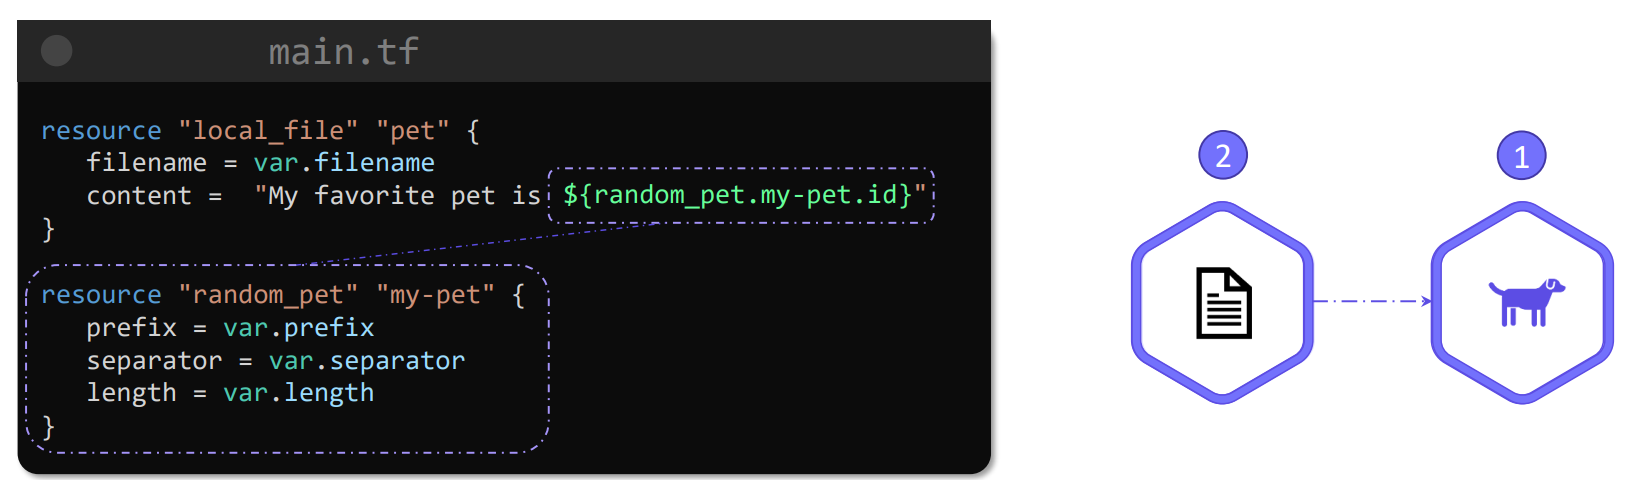 main.tf
resource "local_file" "pet" {
filename = var.filename
content = "My favorite pet is ${random_pet.my-pet.id}"
}
resource "random_pet" "my-pet" {
prefix = var.prefix
separator = var.separator
length = var.length
}
2
1